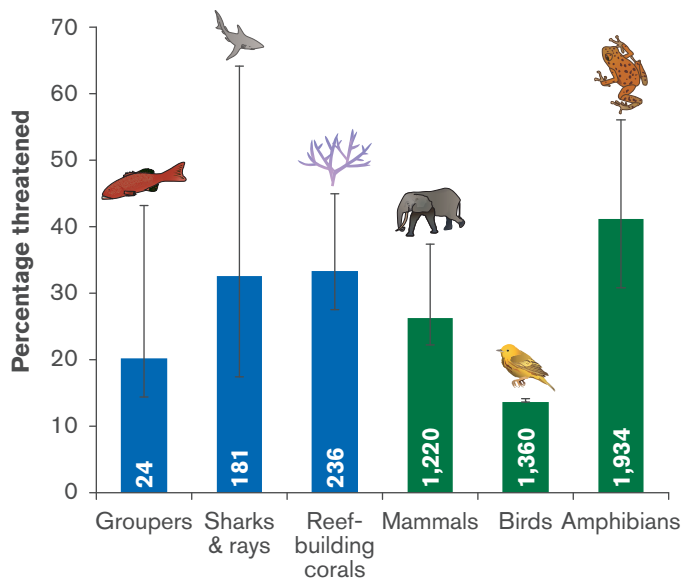 Percentage threatened
70
60
50
40
30
20
10
0
24
181
236
1,220
1,360
1,934
Groupers
Sharks
& rays
Reef-
building
corals
Mammals
Birds
Amphibians